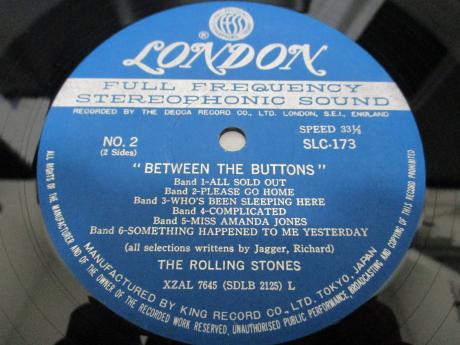 LONDON
FULL FREQUENCY
STEREOPHONIC SOUND
RECORDED BY THE DECCA RECORD CO., LTD. LONDON, S.E.I., ENGLAND
NO. 2
(2 Sides)
SPEED 33⅓
SLC-173
"BETWEEN THE BUTTONS"
Band 1-ALL SOLD OUT
Band 2-PLEASE GO HOME
Band 3-WHO'S BEEN SLEEPING HERE
Band 4-COMPLICATED
Band 5-MISS AMANDA JONES
Band 6-SOMETHING HAPPENED TO ME YESTERDAY
(all selections writtens by Jagger, Richard)
THE ROLLING STONES
XZAL 7645 (SDLB 2125) L
MANUFACTURED BY KING RECORD CO., LTD. TOKYO, JAPAN
ALL RIGHTS OF THE MANUFACTURER AND OF THE OWNER OF THE RECORDED WORK RESERVED, UNAUTHORISED PUBLIC PERFORMANCE, BROADCASTING AND COPYING OF THIS RECORD PROHIBITED